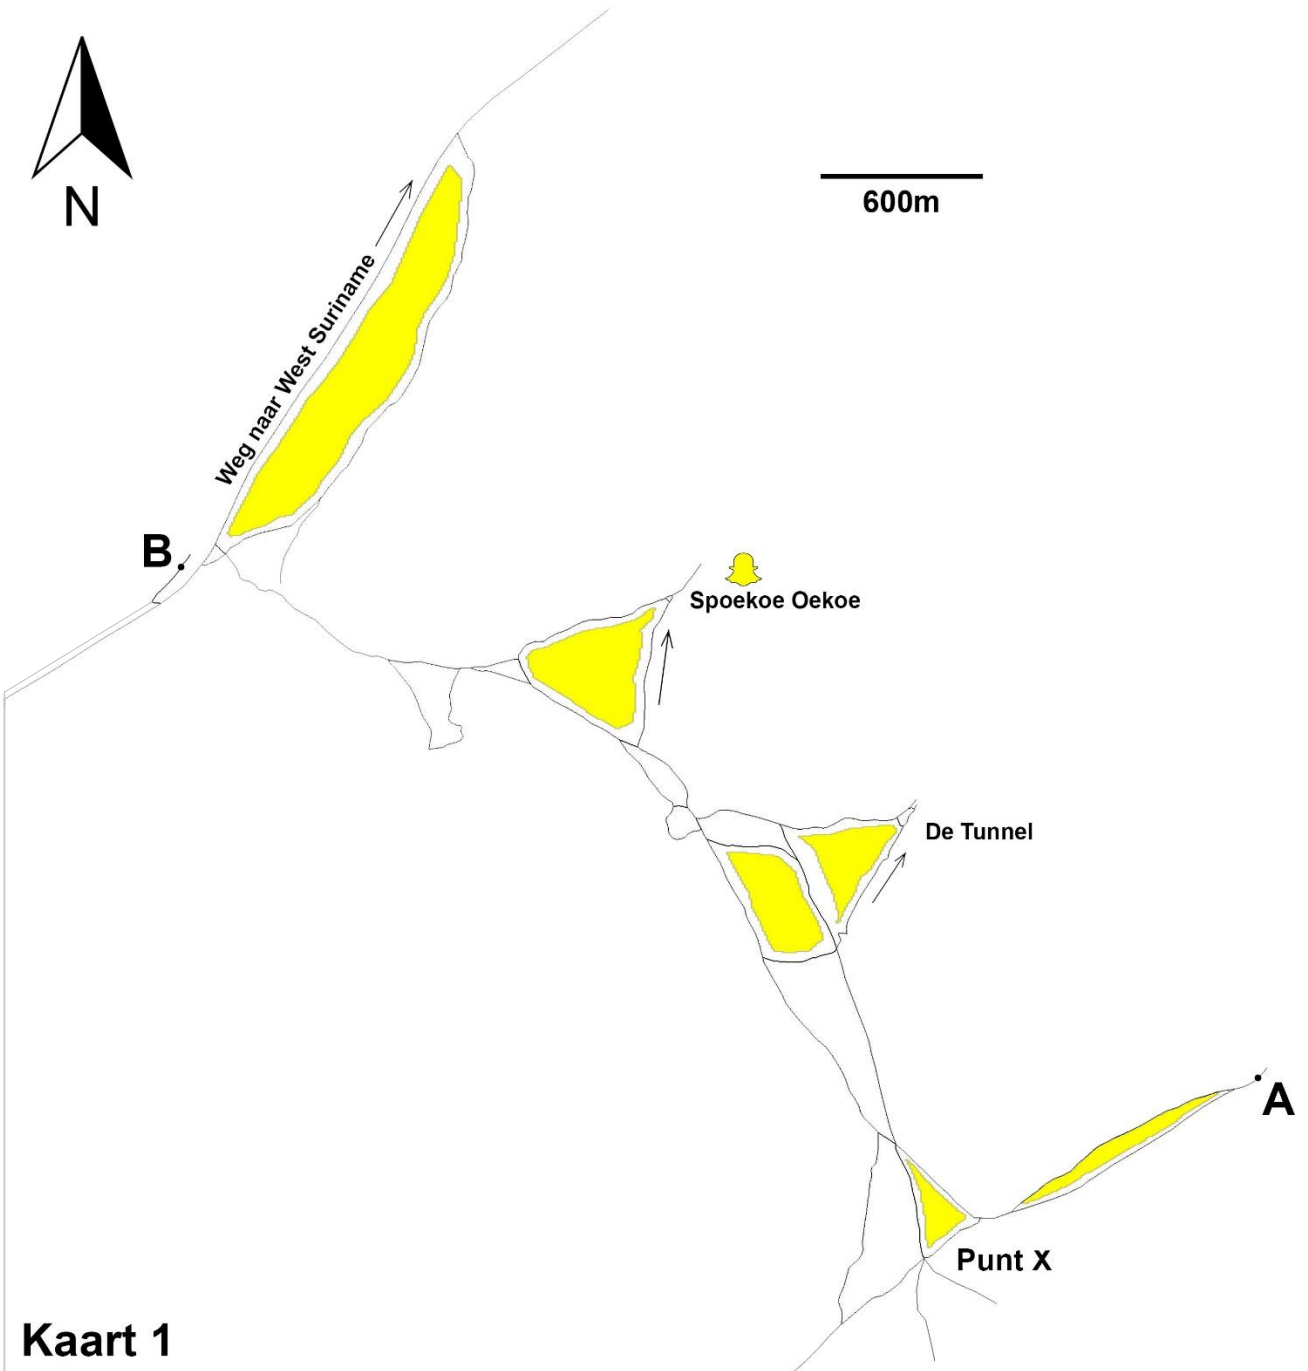 N
600m
Weg naar West Suriname
B
Spoekoe Oekoe
De Tunnel
A
Punt X
Kaart 1